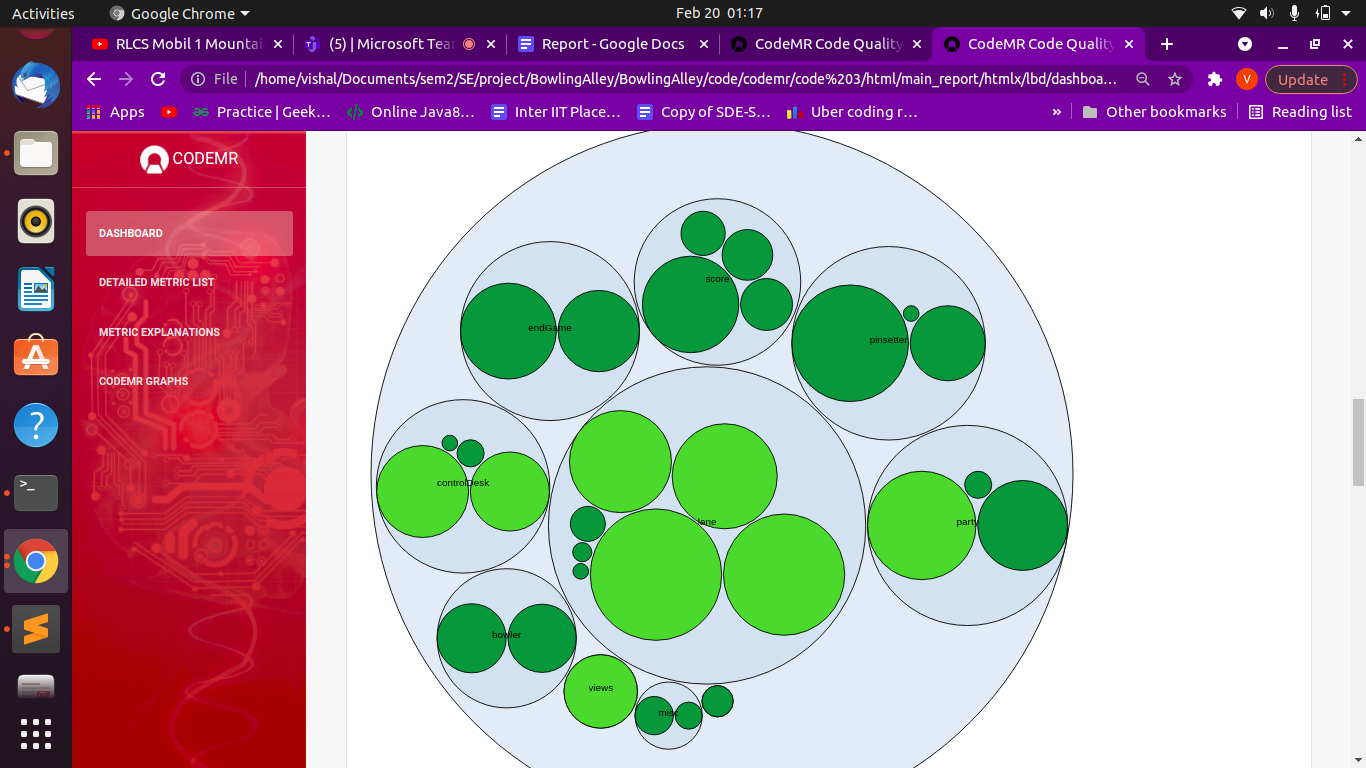 Activities
Google Chrome
Feb 20 01:17
RLCS Mobil 1 Mountai
(5) | Microsoft Tea
Report - Google Docs
CodeMR Code Quality
CodeMR Code Quality
File
/home/vishal/Documents/sem2/SE/project/BowlingAlley/BowlingAlley/code/codemr/code%203/html/main_report/htmlx/lbd/dashboa…
V
Update
Apps
Practice | Geek…
Online Java8…
Inter IIT Place…
Copy of SDE-S…
Uber coding r…
»
Other bookmarks
Reading list
CODEMR
DASHBOARD
DETAILED METRIC LIST
METRIC EXPLANATIONS
CODEMR GRAPHS
score
endGame
pinsetter
controlDesk
lane
party
bowler
views
misc